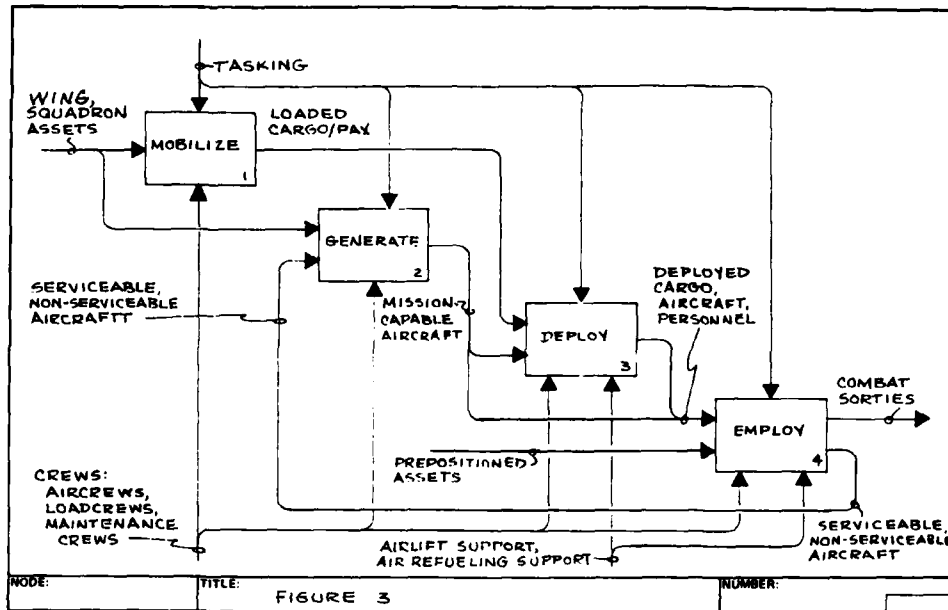 TASKING
WING,
SQUADRON
ASSETS
LOADED
CARGO/PAX
MOBILIZE
1
GENERATE
2
SERVICEABLE,
NON-SERVICEABLE
AIRCRAFTT
MISSION-
CAPABLE
AIRCRAFT
DEPLOYED
CARGO,
AIRCRAFT,
PERSONNEL
DEPLOY
3
COMBAT
SORTIES
EMPLOY
4
PREPOSITIONED
ASSETS
CREWS:
AIRCREWS,
LOADCREWS,
MAINTENANCE
CREWS
AIRLIFT SUPPORT,
AIR REFUELING SUPPORT
SERVICEABLE,
NON-SERVICEABLE
AIRCRAFT
NODE:
TITLE:
NUMBER:
FIGURE 3